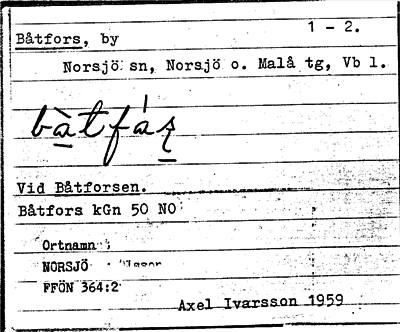 Båtfors, by 1 - 2.
Norsjö sn, Norsjö o. Malå tg, Vb l.
Vid Båtforsen.
Båtfors kGn 50 NO
Ortnamn
NORSJÖ
FFÖN 364:2
Axel Ivarsson 1959